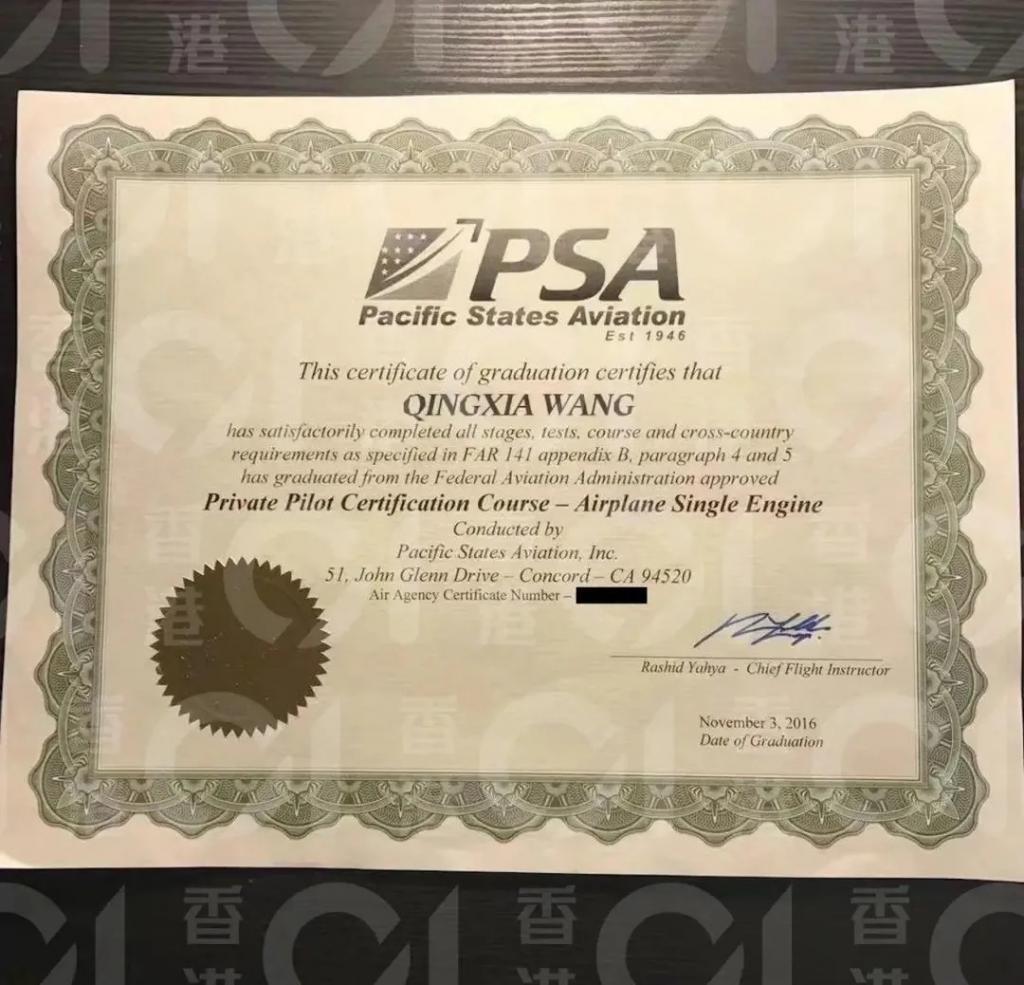 PSA
Pacific States Aviation
Est 1946
This certificate of graduation certifies that
QINGXIA WANG
has satisfactorily completed all stages, tests, course and cross-country
requirements as specified in FAR 141 appendix B, paragraph 4 and 5
has graduated from the Federal Aviation Administration approved
Private Pilot Certification Course – Airplane Single Engine
Conducted by
Pacific States Aviation, Inc.
51, John Glenn Drive – Concord – CA 94520
Air Agency Certificate Number –
Rashid Yahya - Chief Flight Instructor
November 3, 2016
Date of Graduation
香港
01